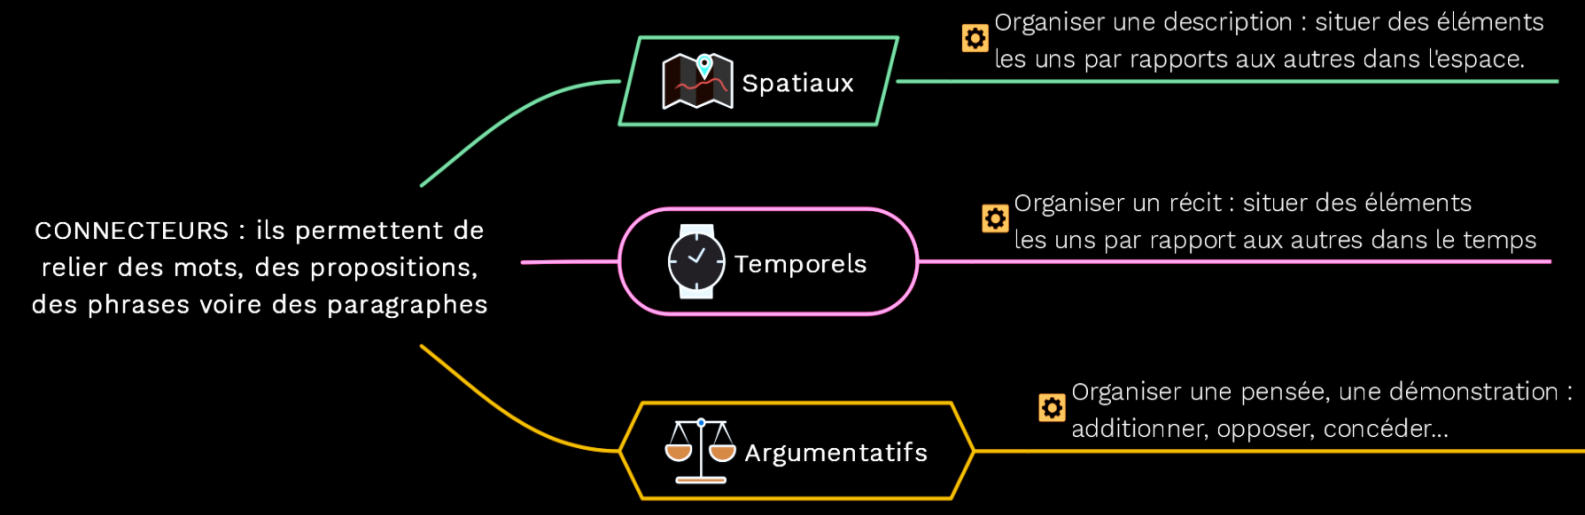 CONNECTEURS : ils permettent de
relier des mots, des propositions,
des phrases voire des paragraphes
Spatiaux
Organiser une description : situer des éléments
les uns par rapports aux autres dans l'espace.
Temporels
Organiser un récit : situer des éléments
les uns par rapport aux autres dans le temps
Argumentatifs
Organiser une pensée, une démonstration :
additionner, opposer, concéder...